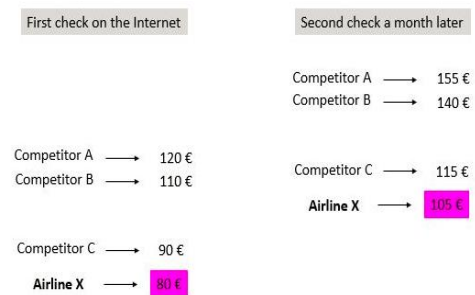 First check on the Internet
Competitor A → 120 €
Competitor B → 110 €
Competitor C → 90 €
Airline X → 80 €
Second check a month later
Competitor A → 155 €
Competitor B → 140 €
Competitor C → 115 €
Airline X → 105 €